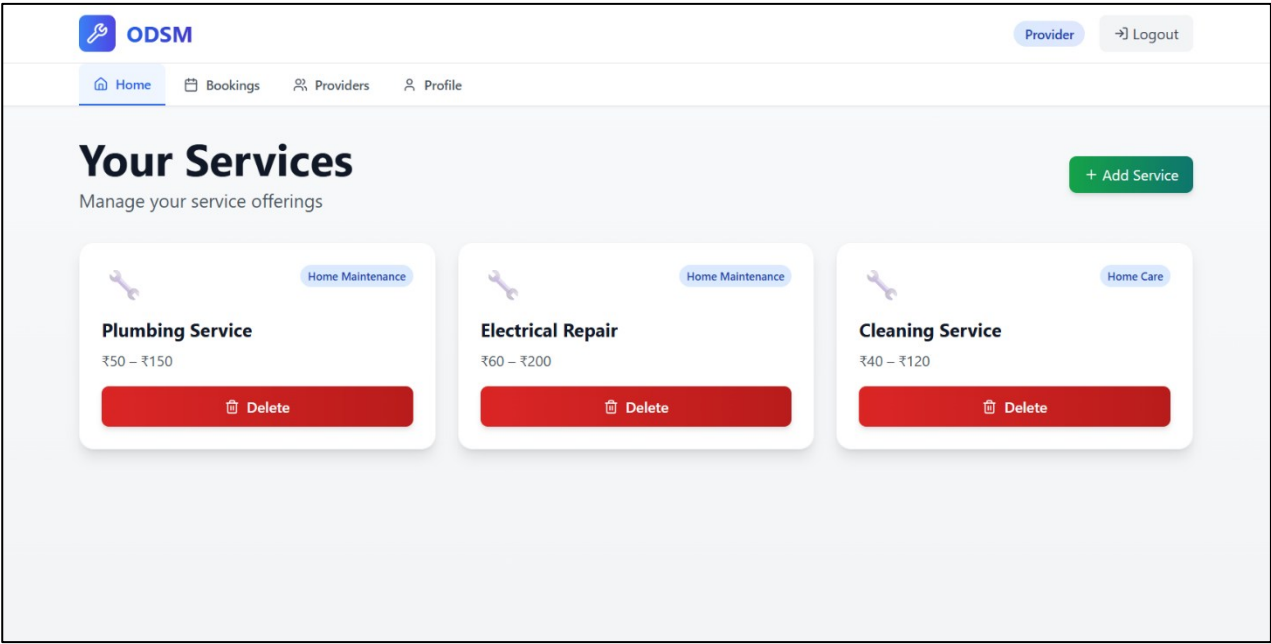 ODSM
Provider
Logout
Home
Bookings
Providers
Profile
Your Services
Manage your service offerings
+ Add Service
Home Maintenance
Plumbing Service
₹50 – ₹150
Delete
Home Maintenance
Electrical Repair
₹60 – ₹200
Delete
Home Care
Cleaning Service
₹40 – ₹120
Delete